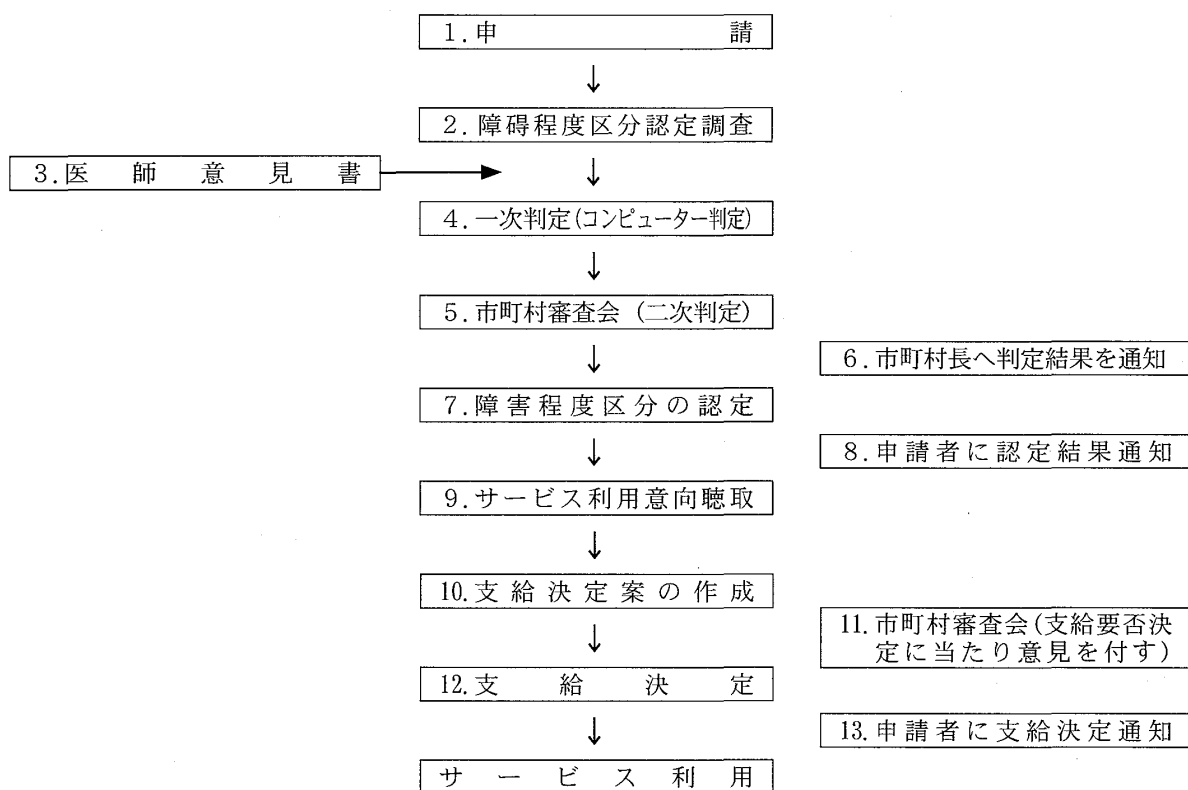 1.申請
2.障碍程度区分認定調査
3.医師意見書
4.一次判定(コンピューター判定)
5.市町村審査会(二次判定)
6.市町村長へ判定結果を通知
7.障害程度区分の認定
8.申請者に認定結果通知
9.サービス利用意向聴取
10.支給決定案の作成
11.市町村審査会(支給要否決
定に当たり意見を付す)
12.支給決定
13.申請者に支給決定通知
サービス利用